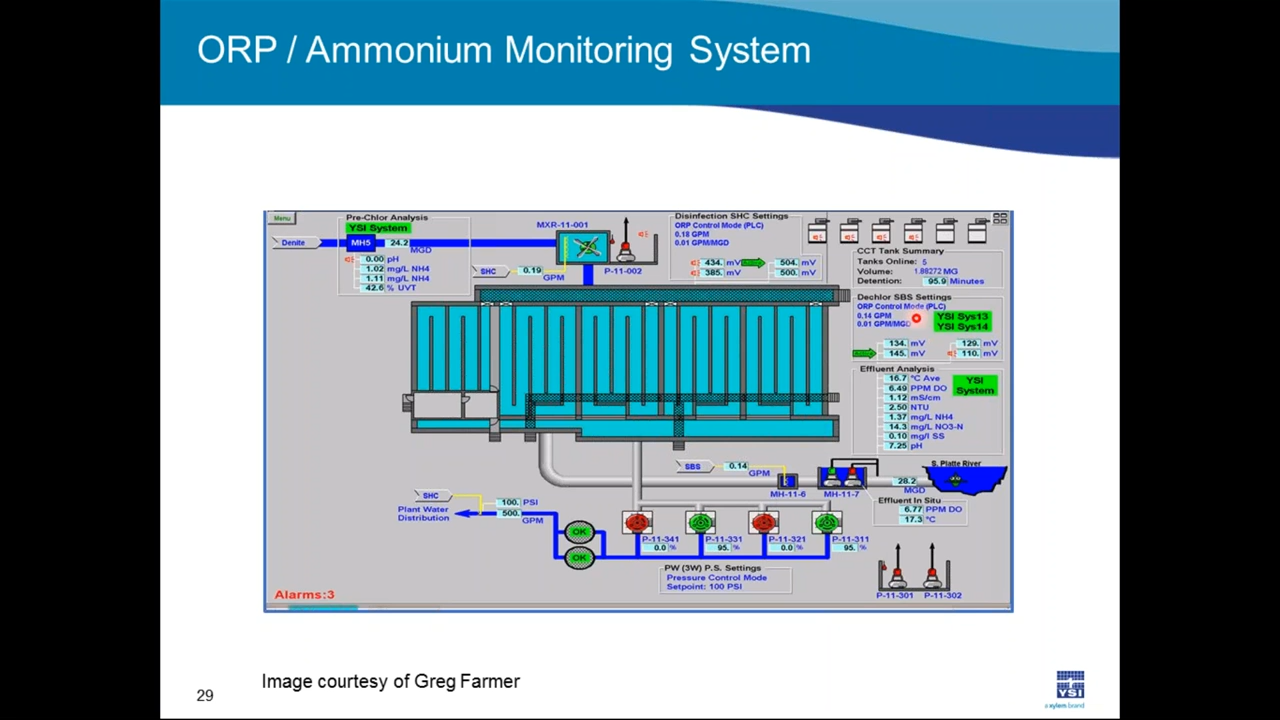 ORP / Ammonium Monitoring System
Menu
Pre-Chlor Analysis
YSI System
Denite
MH5
24.2
MGD
0.00 pH
1.02 mg/L NH4
1.11 mg/L NH4
42.6 % UVT
MXR-11-001
SHC
0.19
GPM
P-11-002
Disinfection SHC Settings
ORP Control Mode (PLC)
0.18 GPM
0.01 GPM/MGD
434. mV
504. mV
385. mV
500. mV
CCT Tank Summary
Tanks Online: 5
Volume: 1.88272 MG
Detention: 95.9 Minutes
Dechlor SBS Settings
ORP Control Mode (PLC)
0.14 GPM
0.01 GPM/MGD
YSI Sys13
YSI Sys14
134. mV
129. mV
145. mV
110. mV
Effluent Analysis
YSI
System
16.7 °C Ave
6.49 PPM DO
1.12 mS/cm
2.50 NTU
1.37 mg/L NH4
14.3 mg/L NO3-N
0.10 mg/l SS
7.25 pH
SBS
0.14
GPM
MH-11-6
MH-11-7
28.2
MGD
S. Platte River
Effluent In Situ
6.77 PPM DO
17.3 °C
SHC
Plant Water
Distribution
100. PSI
500.
GPM
OK
OK
P-11-341
0.0 %
P-11-331
95. %
P-11-321
0.0 %
P-11-311
95. %
PW (3W) P.S. Settings
Pressure Control Mode
Setpoint: 100 PSI
P-11-301
P-11-302
Alarms:3
Image courtesy of Greg Farmer
29
YSI
a xylem brand